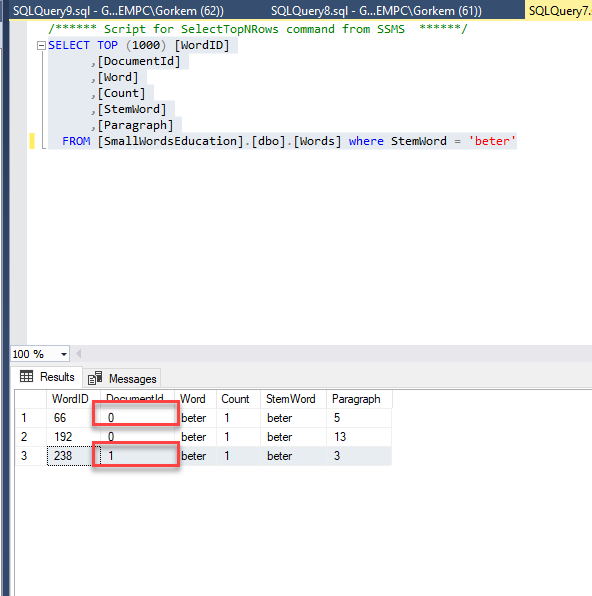 SQLQuery9.sql - G...EMPC\Gorkem (62))
SQLQuery8.sql - G...EMPC\Gorkem (61))
SQLQuery7.
/****** Script for SelectTopNRows command from SSMS ******/
SELECT TOP (1000) [WordID]
,[DocumentId]
,[Word]
,[Count]
,[StemWord]
,[Paragraph]
FROM [SmallWordsEducation].[dbo].[Words] where StemWord = 'beter'
100 %
Results Messages
WordID DocumentId Word Count StemWord Paragraph
1 66 0 beter 1 beter 5
2 192 0 beter 1 beter 13
3 238 1 beter 1 beter 3